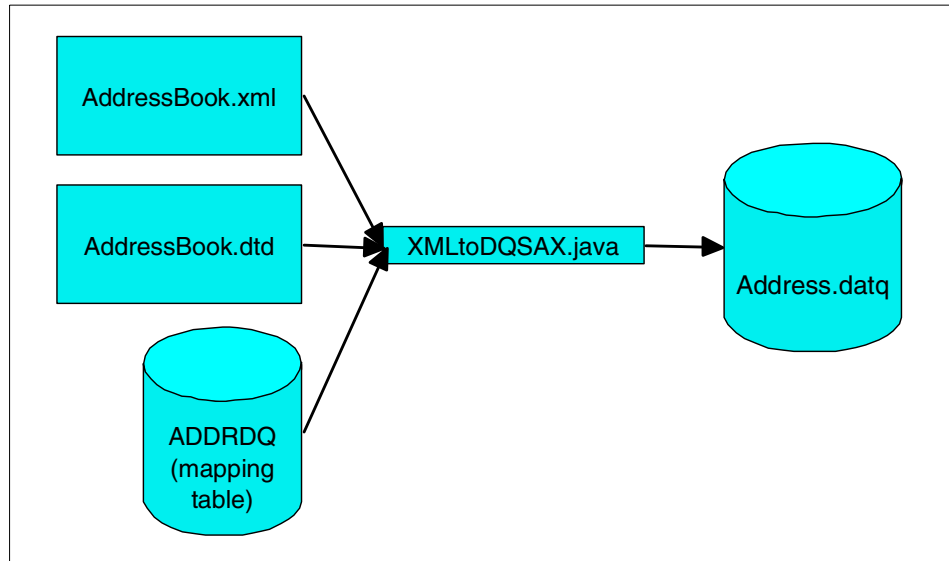 AddressBook.xml
AddressBook.dtd
XMLtoDQSAX.java
Address.datq
ADDRDQ
(mapping
table)